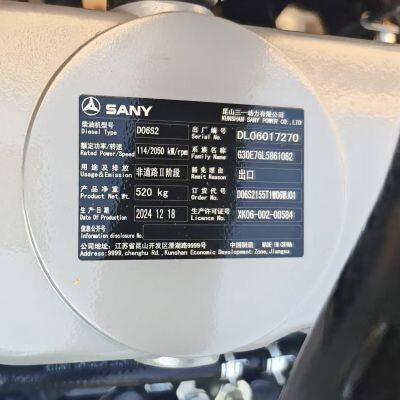 SANY
昆山三一动力有限公司
KUNSHAN SANY POWER CO.,LTD
柴油机型号 D06S2 出厂编号 DL06017270
Diesel Type Serial No.
额定功率/转速 114/2050 kW/rpm 系族名称 G30E76L5861062
Rated Power/Speed Family Name
用途及排放 非道路II阶段 豁免理由 出口
Usage&Emission Remit Reason
产品净重 520 kg 订货号 D06S2155T1W06WJ01
Product Net Wt. Order No.
生产日期 2024 12 18 生产许可证 XK06-002-00584
Date Of Production Licence No.
信息公开号
Information disclosure No.
公司地址：江苏省昆山开发区澄湖路9999号 中国制造 MADE IN CHINA
Address:9999, chenghu Rd, Kunshan Economic Development Zone, Jiangsu